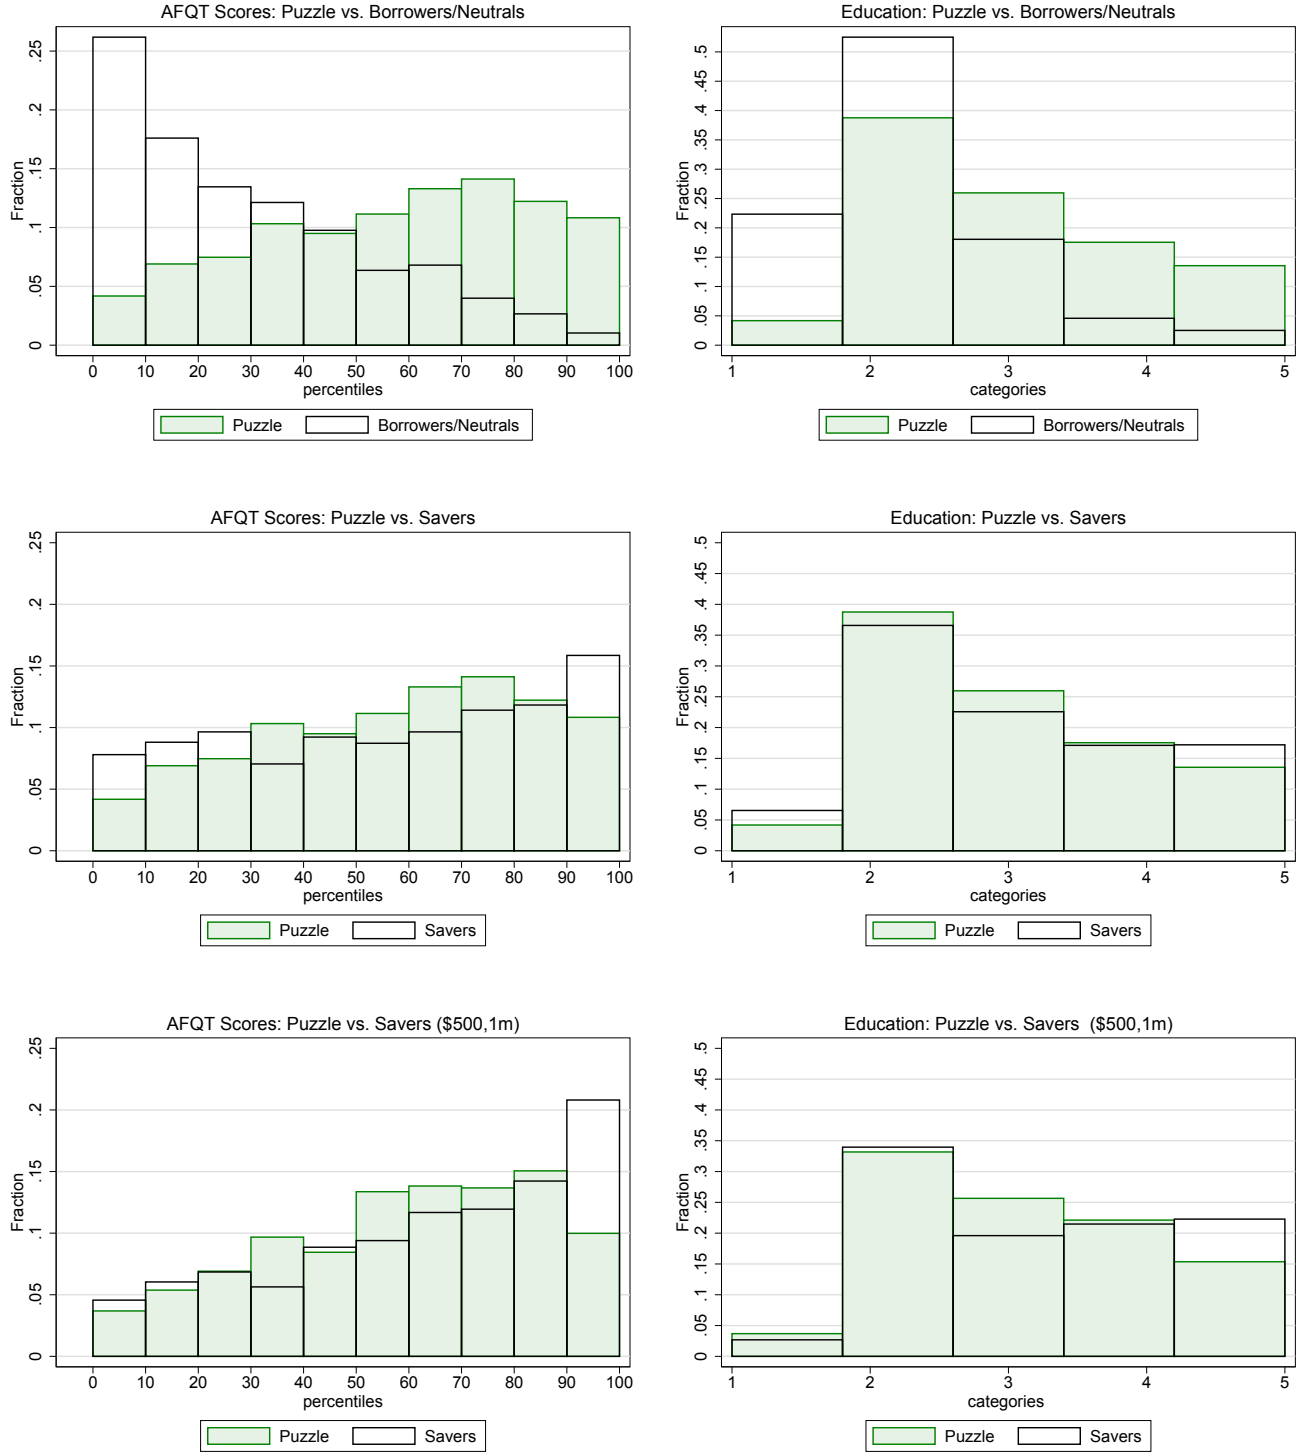 AFQT Scores: Puzzle vs. Borrowers/Neutrals
Fraction
0 .05 .1 .15 .2 .25
0 10 20 30 40 50 60 70 80 90 100
percentiles
Puzzle Borrowers/Neutrals
Education: Puzzle vs. Borrowers/Neutrals
Fraction
0 .05 .1 .15 .2 .25 .3 .35 .4 .45 .5
1 2 3 4 5
categories
Puzzle Borrowers/Neutrals
AFQT Scores: Puzzle vs. Savers
Fraction
0 .05 .1 .15 .2 .25
0 10 20 30 40 50 60 70 80 90 100
percentiles
Puzzle Savers
Education: Puzzle vs. Savers
Fraction
0 .05 .1 .15 .2 .25 .3 .35 .4 .45 .5
1 2 3 4 5
categories
Puzzle Savers
AFQT Scores: Puzzle vs. Savers ($500,1m)
Fraction
0 .05 .1 .15 .2 .25
0 10 20 30 40 50 60 70 80 90 100
percentiles
Puzzle Savers
Education: Puzzle vs. Savers ($500,1m)
Fraction
0 .05 .1 .15 .2 .25 .3 .35 .4 .45 .5
1 2 3 4 5
categories
Puzzle Savers